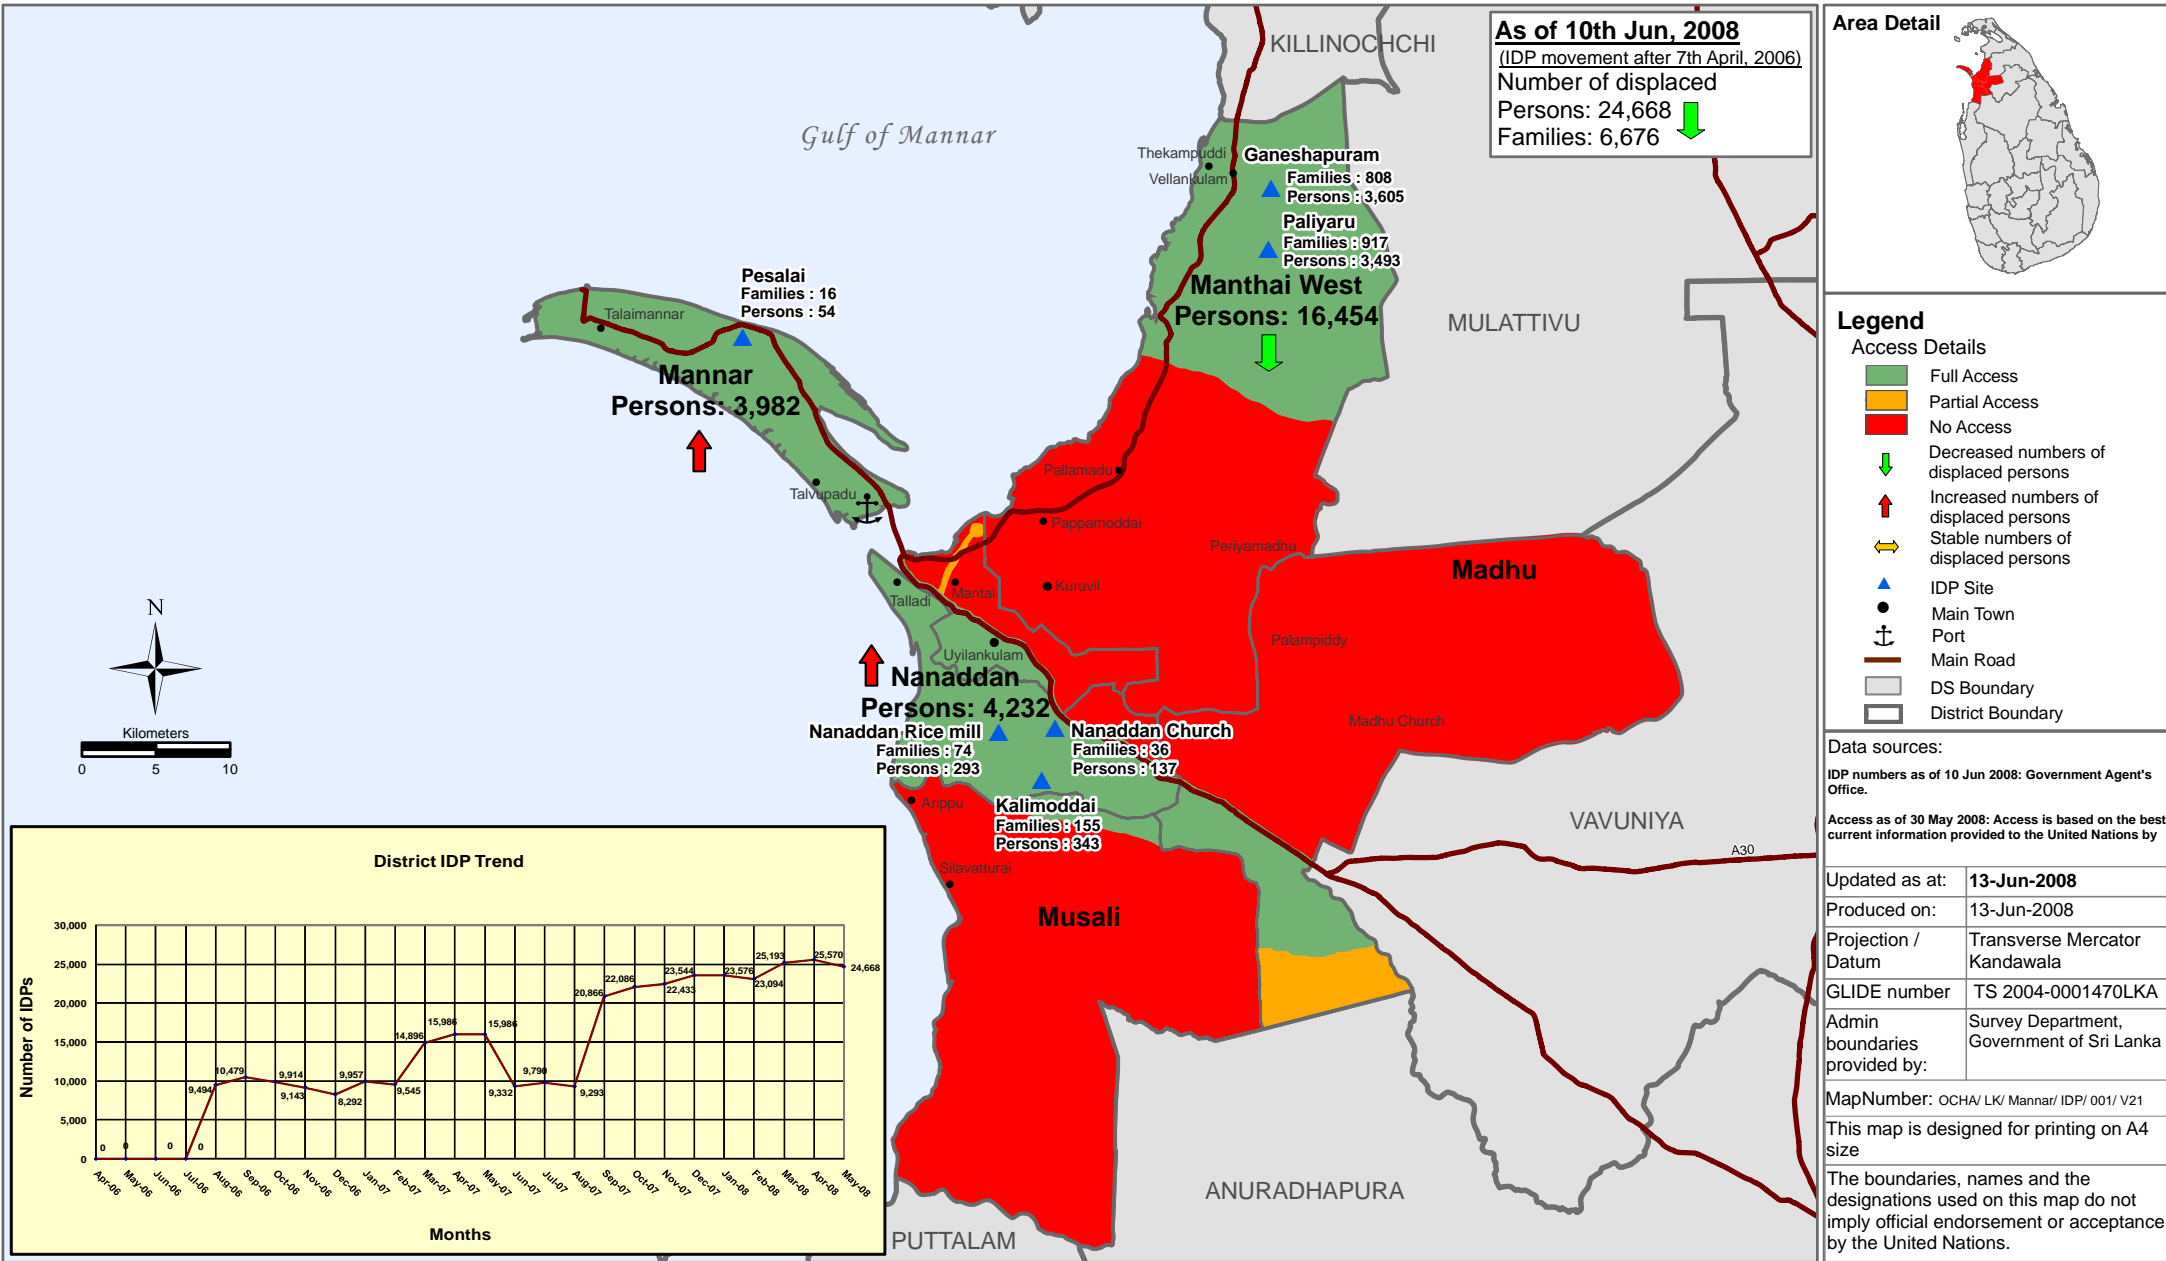 As of 10th Jun, 2008
(IDP movement after 7th April, 2006)
Number of displaced
Persons: 24,668
Families: 6,676
KILLINOCHCHI
Gulf of Mannar
Thekampuddi
Vellankulam
Ganeshapuram
Families : 808
Persons : 3,605
Paliyaru
Families : 917
Persons : 3,493
Manthai West
Persons: 16,454
MULATTIVU
Pesalai
Families : 16
Persons : 54
Talaimannar
Mannar
Persons: 3,982
Talvupadu
Pallamadu
Pappamoddai
Periyamadhu
Madhu
Kuruvil
Mantai
Talladi
Palampiddy
Uyilankulam
Nanaddan
Persons: 4,232
Madhu Church
Nanaddan Rice mill
Families : 74
Persons : 293
Nanaddan Church
Families : 36
Persons : 137
Kalimoddai
Families : 155
Persons : 343
Arippu
Silavatturai
Musali
VAVUNIYA
A30
ANURADHAPURA
PUTTALAM
N
Kilometers
0 5 10
District IDP Trend
Number of IDPs
30,000
25,000
20,000
15,000
10,000
5,000
0
0 0 0 0 9,494 10,479 9,914 9,143 8,292 9,957 9,545 14,896 15,986 15,986 9,332 9,790 9,293 20,866 22,086 22,433 23,544 23,576 23,094 25,193 25,570 24,668
Apr-06 May-06 Jun-06 Jul-06 Aug-06 Sep-06 Oct-06 Nov-06 Dec-06 Jan-07 Feb-07 Mar-07 Apr-07 May-07 Jun-07 Jul-07 Aug-07 Sep-07 Oct-07 Nov-07 Dec-07 Jan-08 Feb-08 Mar-08 Apr-08 May-08
Months
Area Detail
Legend
Access Details
Full Access
Partial Access
No Access
Decreased numbers of
displaced persons
Increased numbers of
displaced persons
Stable numbers of
displaced persons
IDP Site
Main Town
Port
Main Road
DS Boundary
District Boundary
Data sources:
IDP numbers as of 10 Jun 2008: Government Agent's
Office.
Access as of 30 May 2008: Access is based on the best
current information provided to the United Nations by
Updated as at: 13-Jun-2008
Produced on: 13-Jun-2008
Projection / Transverse Mercator
Datum Kandawala
GLIDE number TS 2004-0001470LKA
Admin Survey Department,
boundaries Government of Sri Lanka
provided by:
MapNumber: OCHA/ LK/ Mannar/ IDP/ 001/ V21
This map is designed for printing on A4
size
The boundaries, names and the
designations used on this map do not
imply official endorsement or acceptance
by the United Nations.